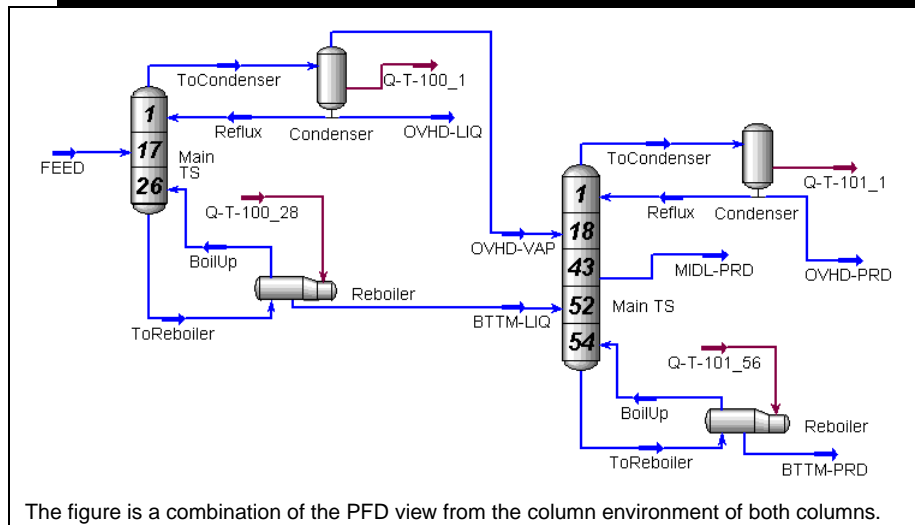 ToCondenser
Q-T-100_1
1
Reflux
Condenser
OVHD-LIQ
FEED
17
Main
TS
26
Q-T-100_28
BoilUp
Reboiler
ToReboiler
OVHD-VAP
BTTM-LIQ
ToCondenser
Q-T-101_1
1
Reflux
Condenser
18
43
MIDL-PRD
OVHD-PRD
52
Main TS
54
Q-T-101_56
BoilUp
Reboiler
ToReboiler
BTTM-PRD
The figure is a combination of the PFD view from the column environment of both columns.